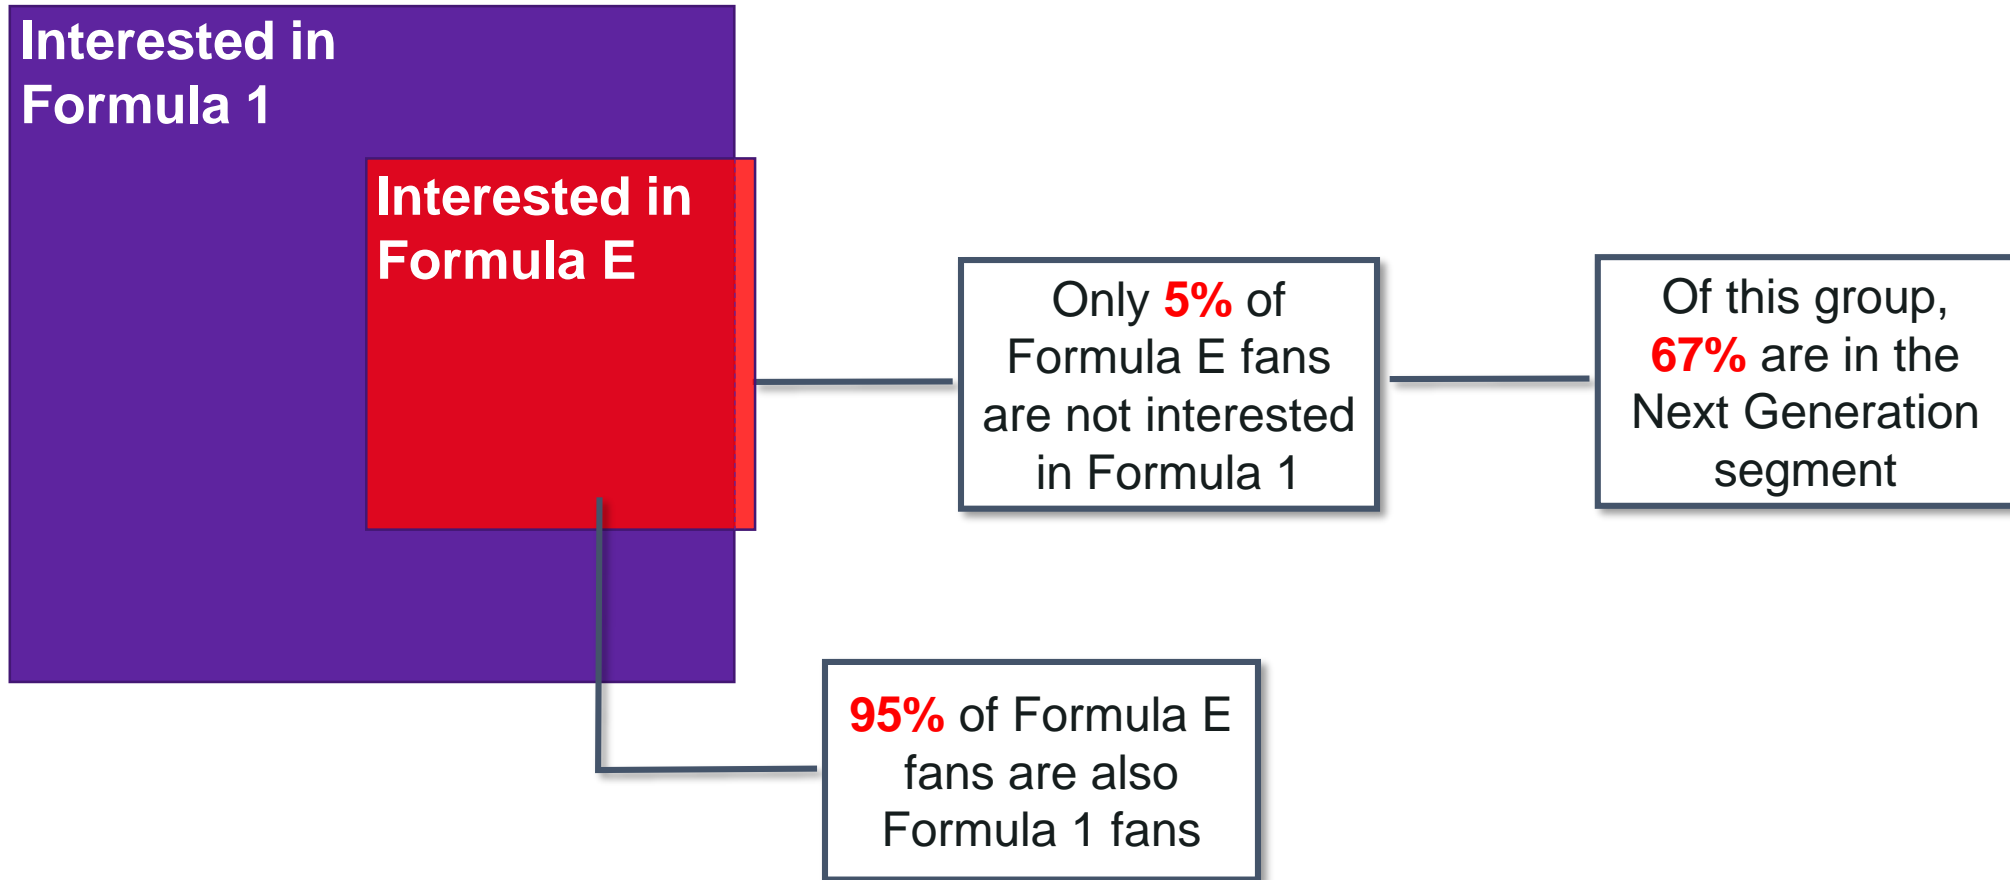 Interested in
Formula 1
Interested in
Formula E
Only 5% of
Formula E fans
are not interested
in Formula 1
Of this group,
67% are in the
Next Generation
segment
95% of Formula E
fans are also
Formula 1 fans